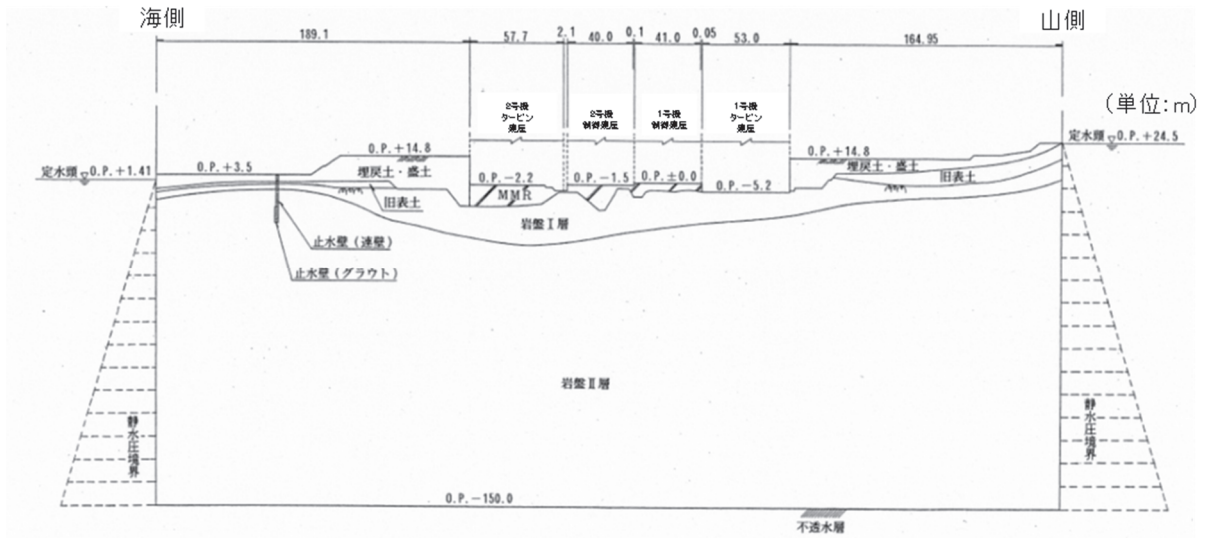 海側
山側
189.1
57.7
2.1
40.0
0.1
41.0
0.05
53.0
164.95
(単位:m)
2号機
タービン
建屋
2号機
制御建屋
1号機
制御建屋
1号機
タービン
建屋
定水頭 O.P.+24.5
定水頭 O.P.+1.41
O.P.+3.5
O.P.+14.8
埋戻土・盛土
O.P.-2.2
MMR
O.P.-1.5
O.P.±0.0
O.P.-5.2
O.P.+14.8
埋戻土・盛土
旧表土
旧表土
岩盤Ⅰ層
止水壁(連壁)
止水壁(グラウト)
岩盤Ⅱ層
静水圧境界
静水圧境界
O.P.-150.0
不透水層